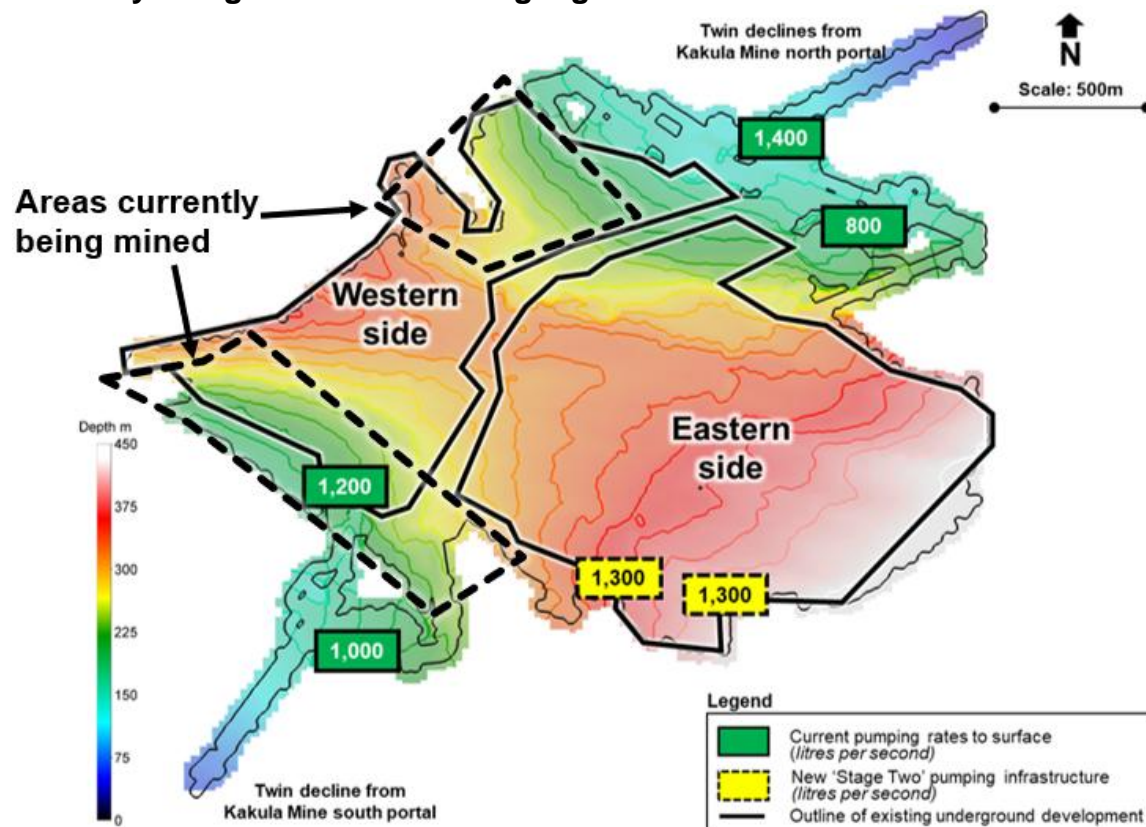 Twin declines from
Kakula Mine north portal
N
Scale: 500m
1,400
800
Areas currently
being mined
Western
side
Eastern
side
Depth m
450
375
300
225
150
75
0
1,200
1,300
1,300
1,000
Twin decline from
Kakula Mine south portal
Legend
Current pumping rates to surface
(litres per second)
New 'Stage Two' pumping infrastructure
(litres per second)
Outline of existing underground development